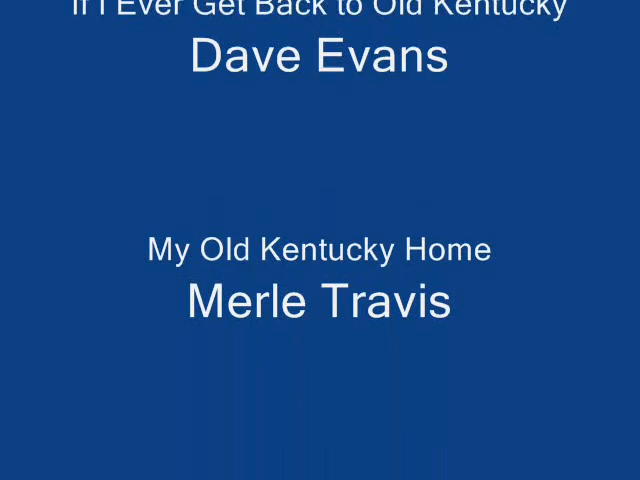 If I Ever Get Back to Old Kentucky
Dave Evans
My Old Kentucky Home
Merle Travis